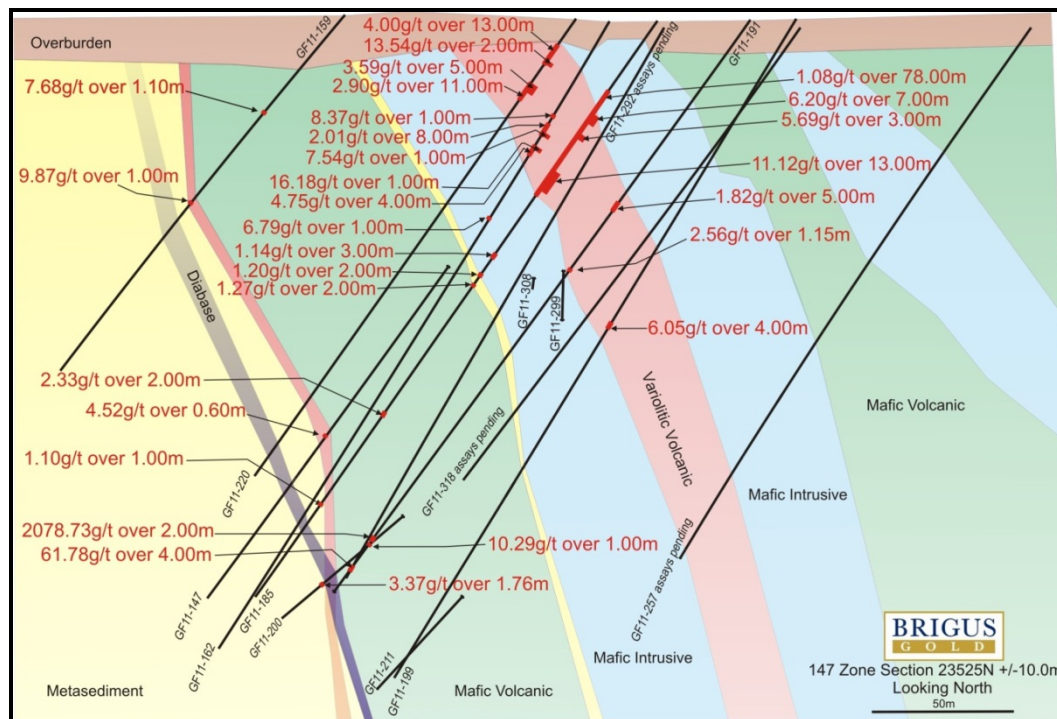 Overburden
GF11-159
4.00g/t over 13.00m
13.54g/t over 2.00m
3.59g/t over 5.00m
2.90g/t over 11.00m
GF11-191
GF11-292 assays pending
1.08g/t over 78.00m
6.20g/t over 7.00m
5.69g/t over 3.00m
7.68g/t over 1.10m
8.37g/t over 1.00m
2.01g/t over 8.00m
7.54g/t over 1.00m
11.12g/t over 13.00m
9.87g/t over 1.00m
16.18g/t over 1.00m
4.75g/t over 4.00m
1.82g/t over 5.00m
6.79g/t over 1.00m
2.56g/t over 1.15m
1.14g/t over 3.00m
1.20g/t over 2.00m
1.27g/t over 2.00m
Diabase
GF11-308
GF11-299
6.05g/t over 4.00m
2.33g/t over 2.00m
4.52g/t over 0.60m
Variolitic Volcanic
Mafic Volcanic
1.10g/t over 1.00m
GF11-220
GF11-318 assays pending
Mafic Intrusive
2078.73g/t over 2.00m
10.29g/t over 1.00m
61.78g/t over 4.00m
3.37g/t over 1.76m
GF11-257 assays pending
GF11-147
GF11-185
GF11-162
GF11-200
GF11-211
GF11-199
BRIGUS
GOLD
Mafic Intrusive
147 Zone Section 23525N +/-10.0m
Looking North
Metasediment
Mafic Volcanic
50m